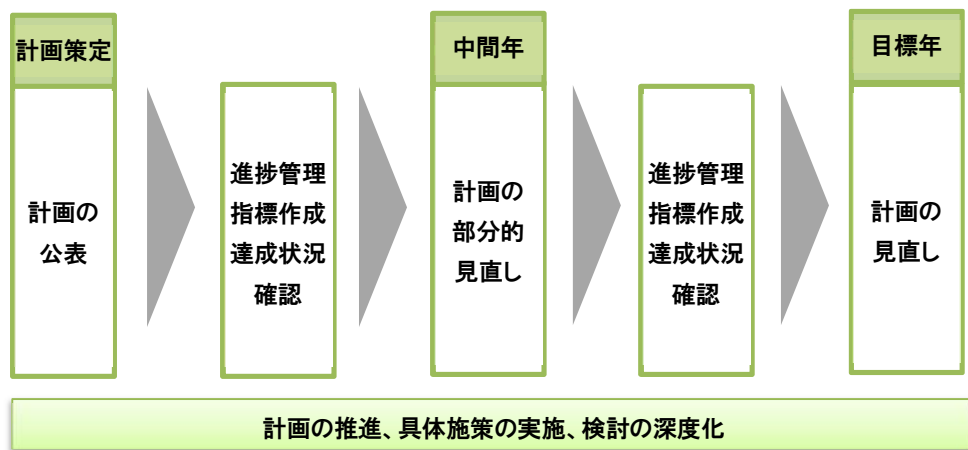 計画策定
計画の
公表
進捗管理
指標作成
達成状況
確認
中間年
計画の
部分的
見直し
進捗管理
指標作成
達成状況
確認
目標年
計画の
見直し
計画の推進、具体施策の実施、検討の深度化